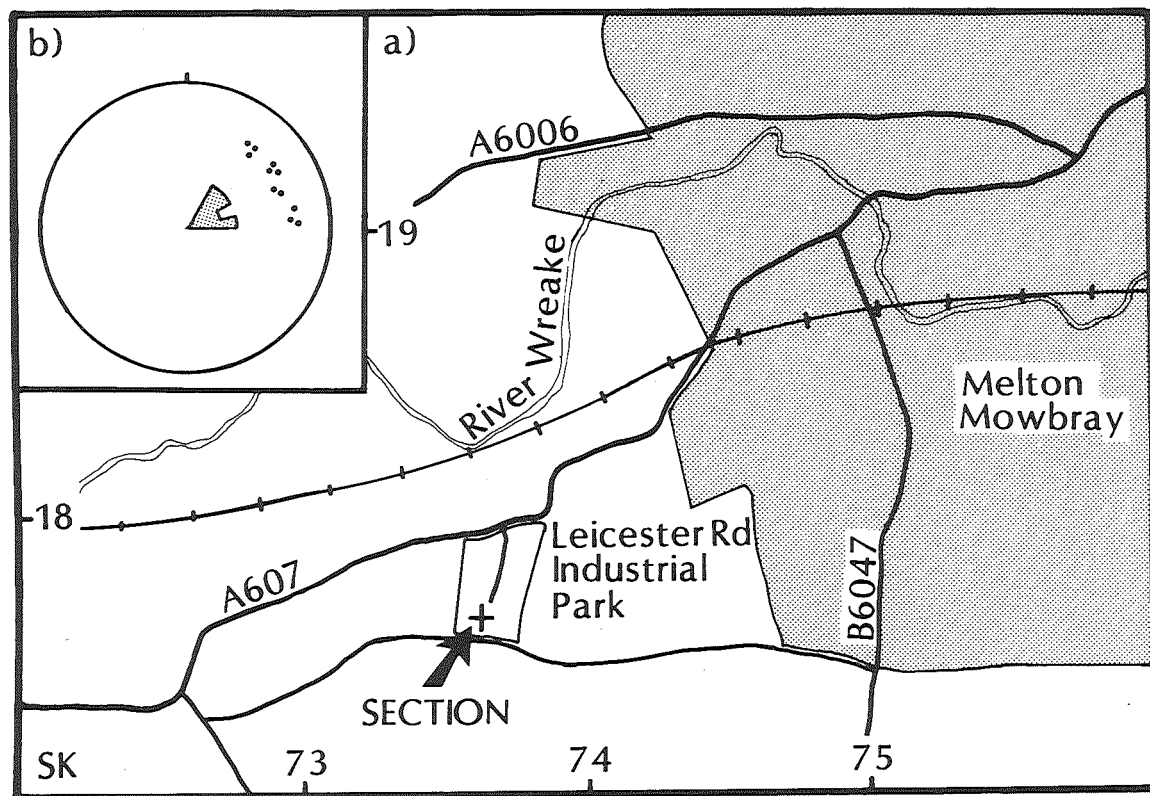 b)
a)
A6006
19
River Wreake
Melton
Mowbray
18
Leicester Rd
Industrial
Park
A607
B6047
SECTION
SK
73
74
75